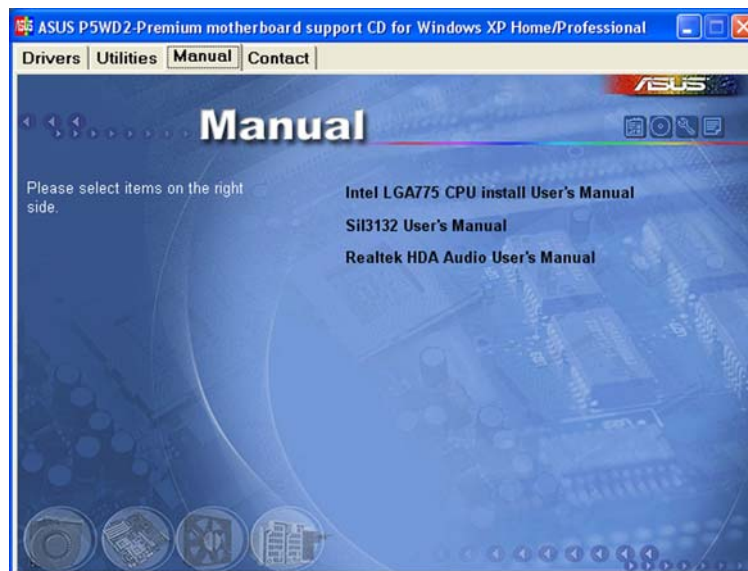 ASUS P5WD2-Premium motherboard support CD for Windows XP Home/Professional
Drivers Utilities Manual Contact
ASUS
Manual
Please select items on the right
side.
Intel LGA775 CPU install User's Manual
SiI3132 User's Manual
Realtek HDA Audio User's Manual